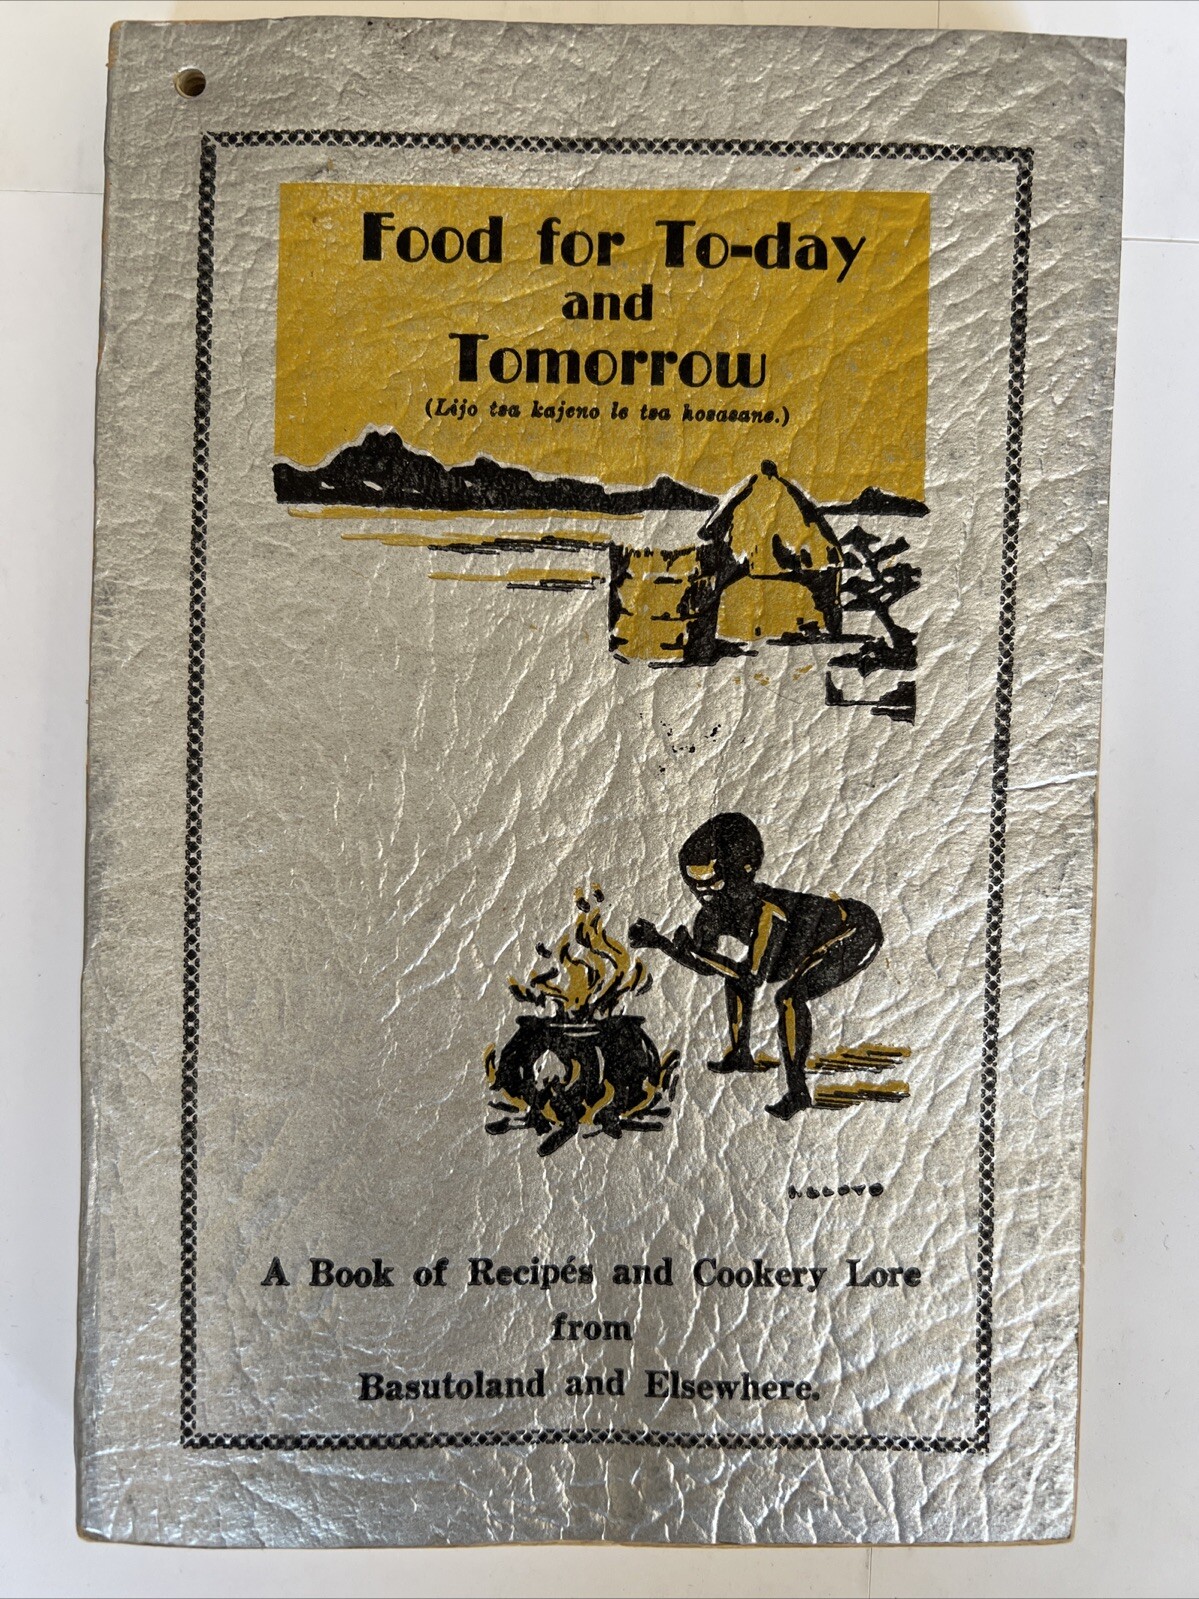 Food for To-day
and
Tomorrow
(Lijo tsa kajeno le tsa hosasane.)
A Book of Recipés and Cookery Lore
from
Basutoland and Elsewhere.